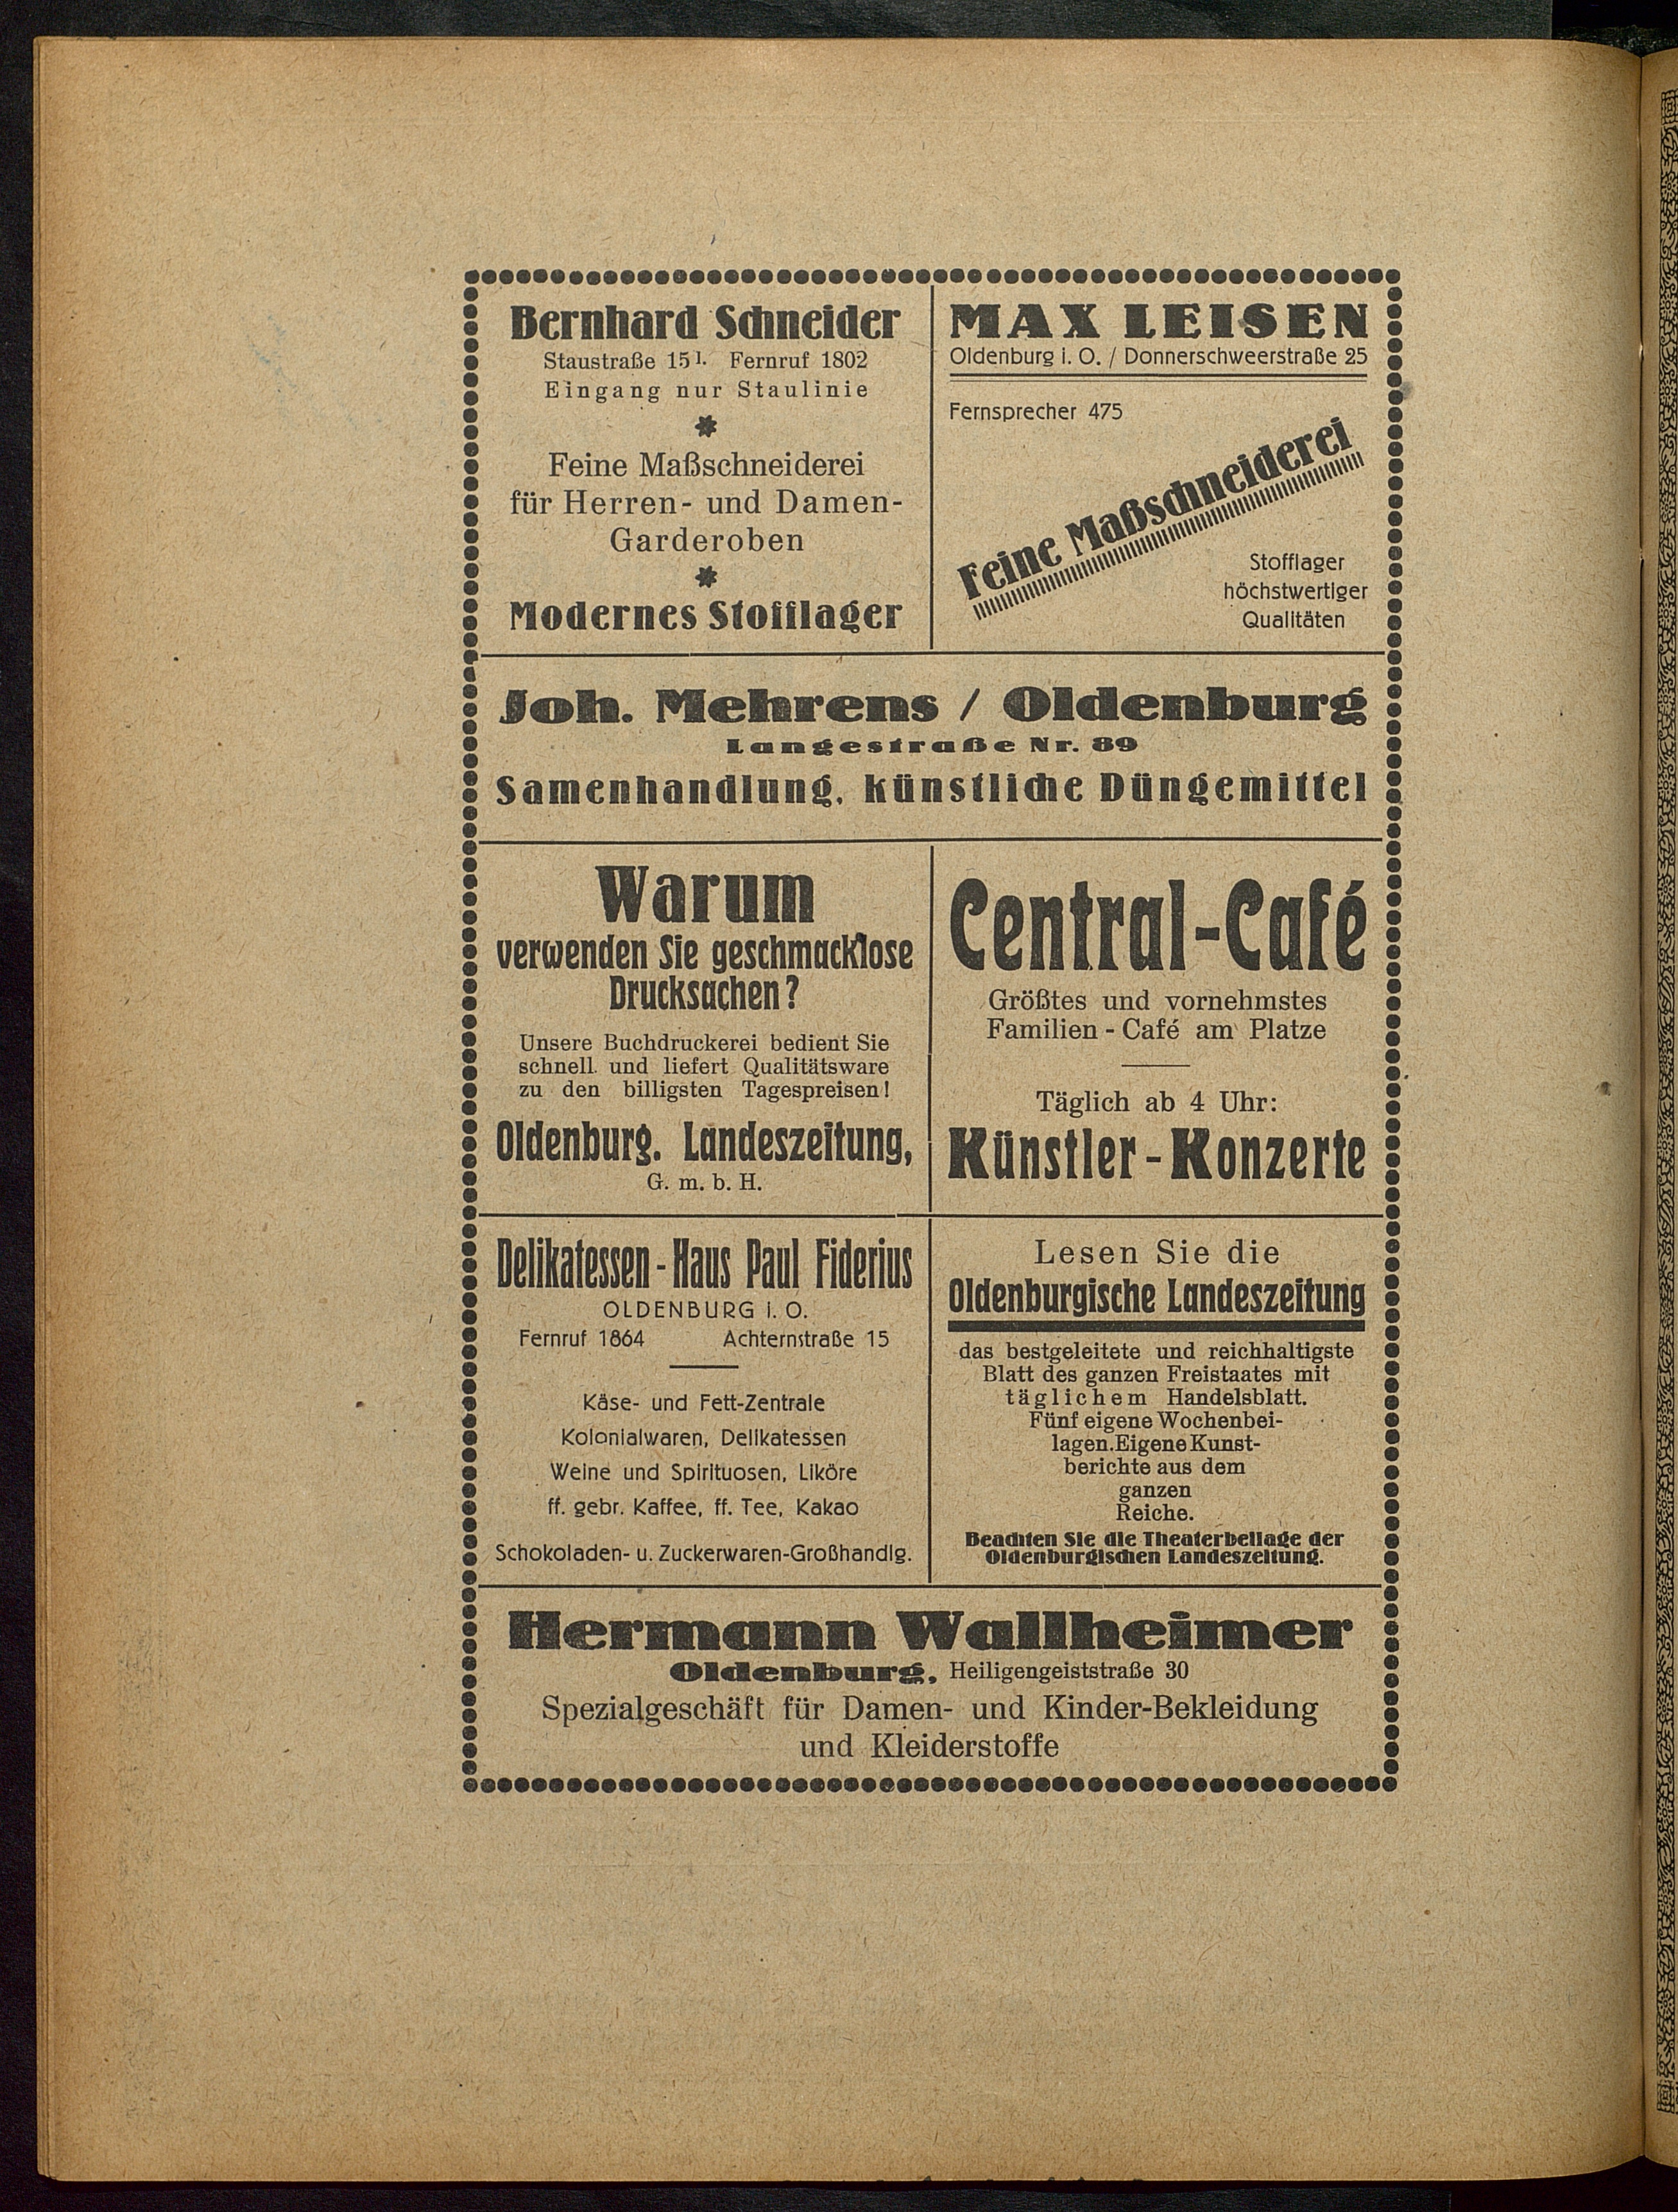 Bernhard Schneider
Staustraße 15 I. Fernruf 1802
Eingang nur Staulinie
Feine Maßschneiderei
für Herren- und Damen-
Garderoben
Modernes Stofflager
MAX LEISEN
Oldenburg i. O. / Donnerschweerstraße 25
Fernsprecher 475
Feine Maßschneiderei
Stofflager
höchstwertiger
Qualitäten
Joh. Mehrens / Oldenburg
Langestraße Nr. 89
Samenhandlung, künstliche Düngemittel
Warum
verwenden Sie geschmacklose
Drucksachen?
Unsere Buchdruckerei bedient Sie
schnell und liefert Qualitätsware
zu den billigsten Tagespreisen!
Oldenburg. Landeszeitung,
G. m. b. H.
Central-Café
Größtes und vornehmstes
Familien-Café am Platze
Täglich ab 4 Uhr:
Künstler-Konzerte
Delikatessen-Haus Paul Fiderius
OLDENBURG i. O.
Fernruf 1864 Achternstraße 15
Käse- und Fett-Zentrale
Kolonialwaren, Delikatessen
Weine und Spirituosen, Liköre
ff. gebr. Kaffee, ff. Tee, Kakao
Schokoladen- u. Zuckerwaren-Großhandlg.
Lesen Sie die
Oldenburgische Landeszeitung
das bestgeleitete und reichhaltigste
Blatt des ganzen Freistaates mit
täglichem Handelsblatt.
Fünf eigene Wochenbei-
lagen. Eigene Kunst-
berichte aus dem
ganzen
Reiche.
Beachten Sie die Theaterbeilage der
Oldenburgischen Landeszeitung.
Hermann Wallheimer
Oldenburg, Heiligengeiststraße 30
Spezialgeschäft für Damen- und Kinder-Bekleidung
und Kleiderstoffe